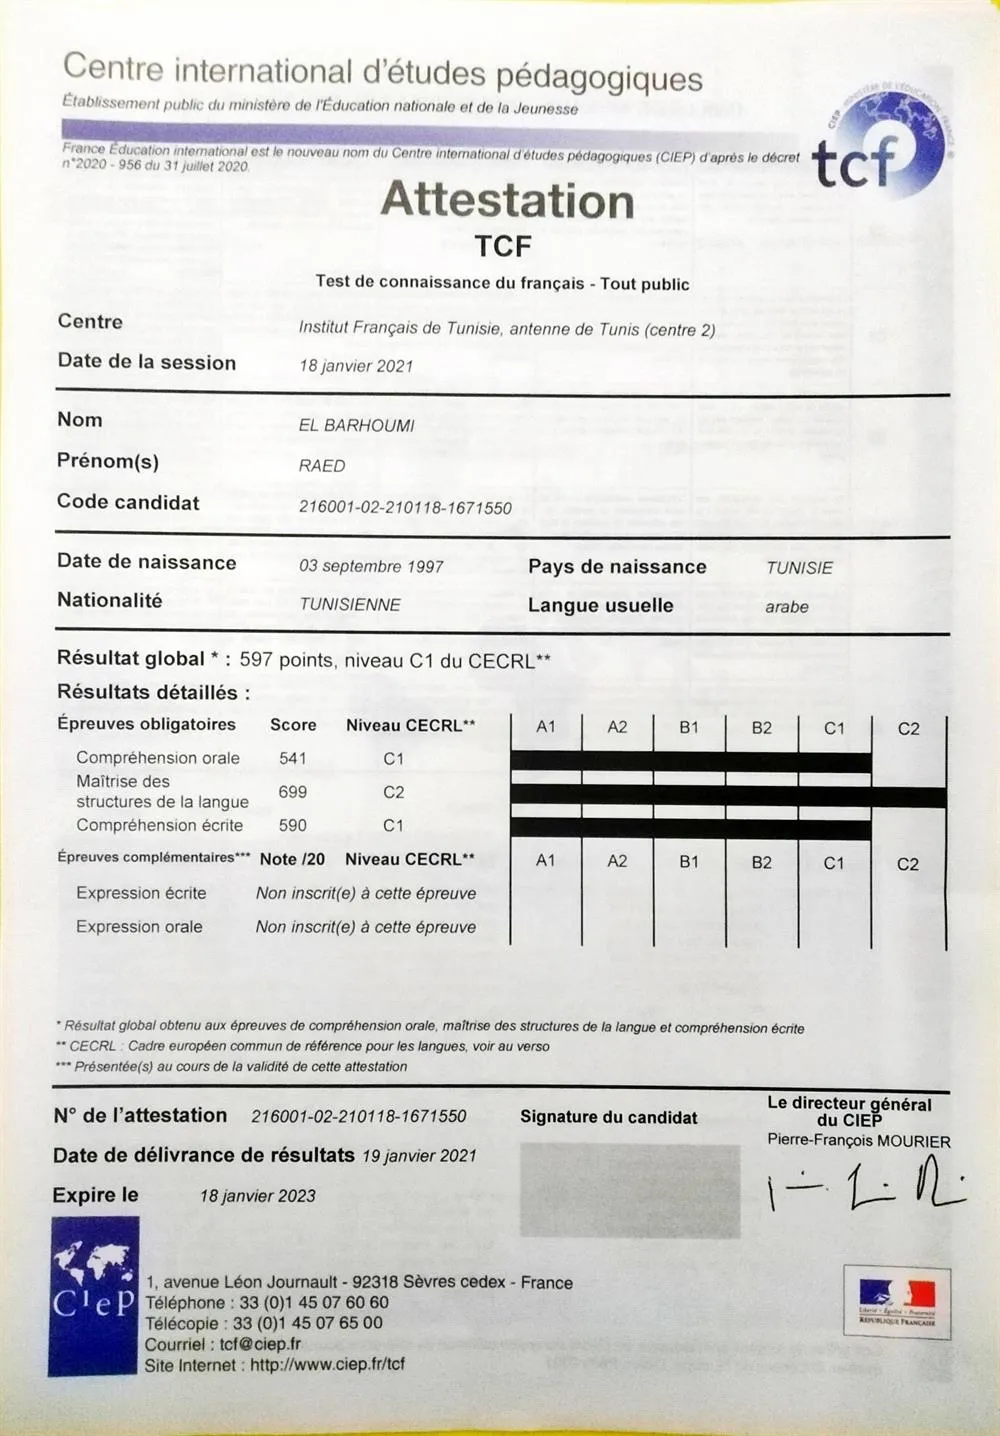 Centre international d'études pédagogiques
Établissement public du ministère de l'Éducation nationale et de la Jeunesse
France Éducation international est le nouveau nom du Centre international d'études pédagogiques (CIEP) d'après le décret
n°2020 - 956 du 31 juillet 2020.
tcf
Attestation
TCF
Test de connaissance du français - Tout public
Centre Institut Français de Tunisie, antenne de Tunis (centre 2)
Date de la session 18 janvier 2021
Nom EL BARHOUMI
Prénom(s) RAED
Code candidat 216001-02-210118-1671550
Date de naissance 03 septembre 1997 Pays de naissance TUNISIE
Nationalité TUNISIENNE Langue usuelle arabe
Résultat global * : 597 points, niveau C1 du CECRL**
Résultats détaillés :
Épreuves obligatoires Score Niveau CECRL** A1 A2 B1 B2 C1 C2
Compréhension orale 541 C1
Maîtrise des
structures de la langue 699 C2
Compréhension écrite 590 C1
Épreuves complémentaires*** Note /20 Niveau CECRL** A1 A2 B1 B2 C1 C2
Expression écrite Non inscrit(e) à cette épreuve
Expression orale Non inscrit(e) à cette épreuve
* Résultat global obtenu aux épreuves de compréhension orale, maîtrise des structures de la langue et compréhension écrite
** CECRL : Cadre européen commun de référence pour les langues, voir au verso
*** Présentée(s) au cours de la validité de cette attestation
N° de l'attestation 216001-02-210118-1671550 Signature du candidat
Le directeur général
du CIEP
Pierre-François MOURIER
Date de délivrance de résultats 19 janvier 2021
Expire le 18 janvier 2023
CIeP
1, avenue Léon Journault - 92318 Sèvres cedex - France
Téléphone : 33 (0)1 45 07 60 60
Télécopie : 33 (0)1 45 07 65 00
Courriel : tcf@ciep.fr
Site Internet : http://www.ciep.fr/tcf
Liberté • Égalité • Fraternité
RÉPUBLIQUE FRANÇAISE